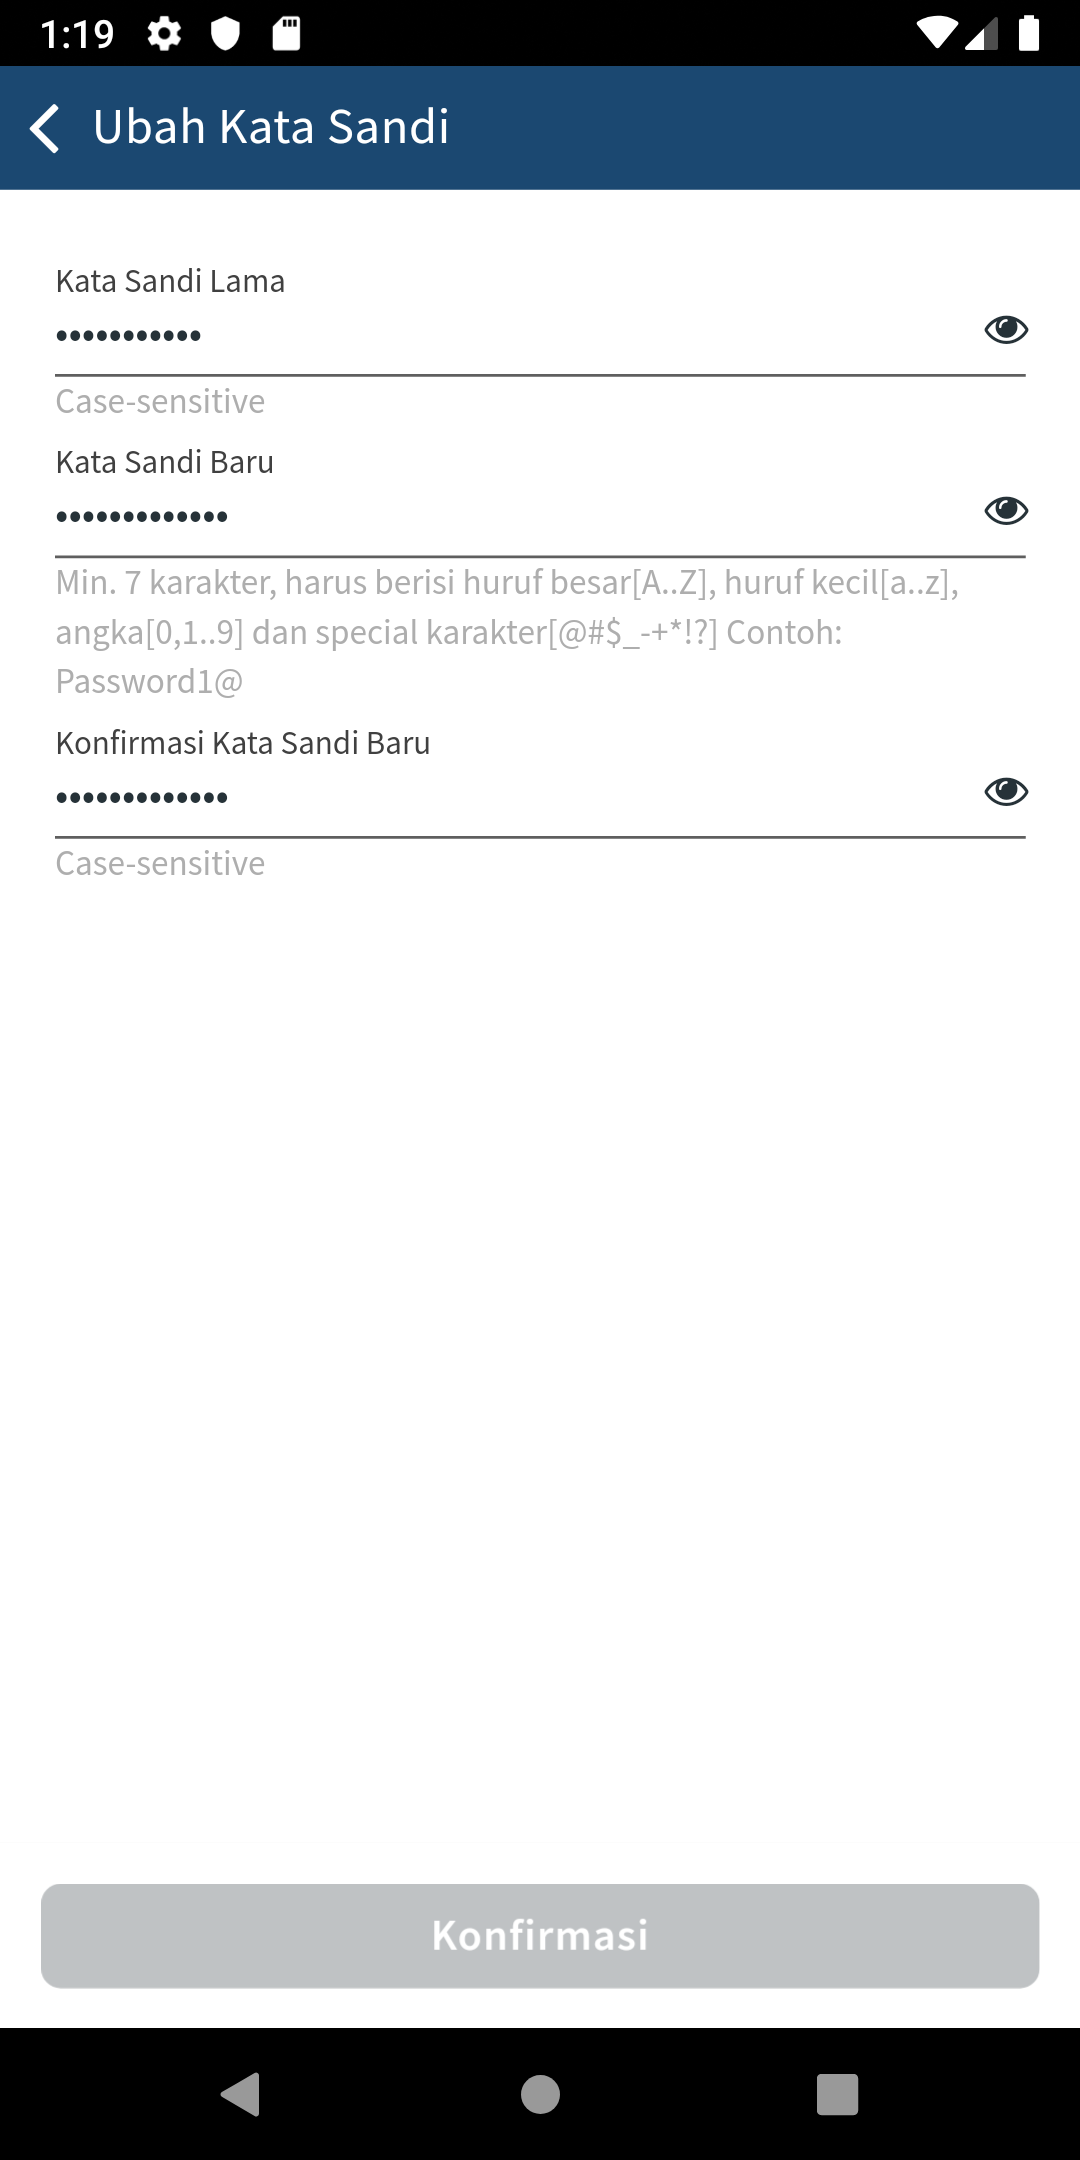 1:19
Ubah Kata Sandi
Kata Sandi Lama
•••••••••••
Case-sensitive
Kata Sandi Baru
•••••••••••••
Min. 7 karakter, harus berisi huruf besar[A..Z], huruf kecil[a..z],
angka[0,1..9] dan special karakter[@#$_-+*!?] Contoh:
Password1@
Konfirmasi Kata Sandi Baru
•••••••••••••
Case-sensitive
Konfirmasi